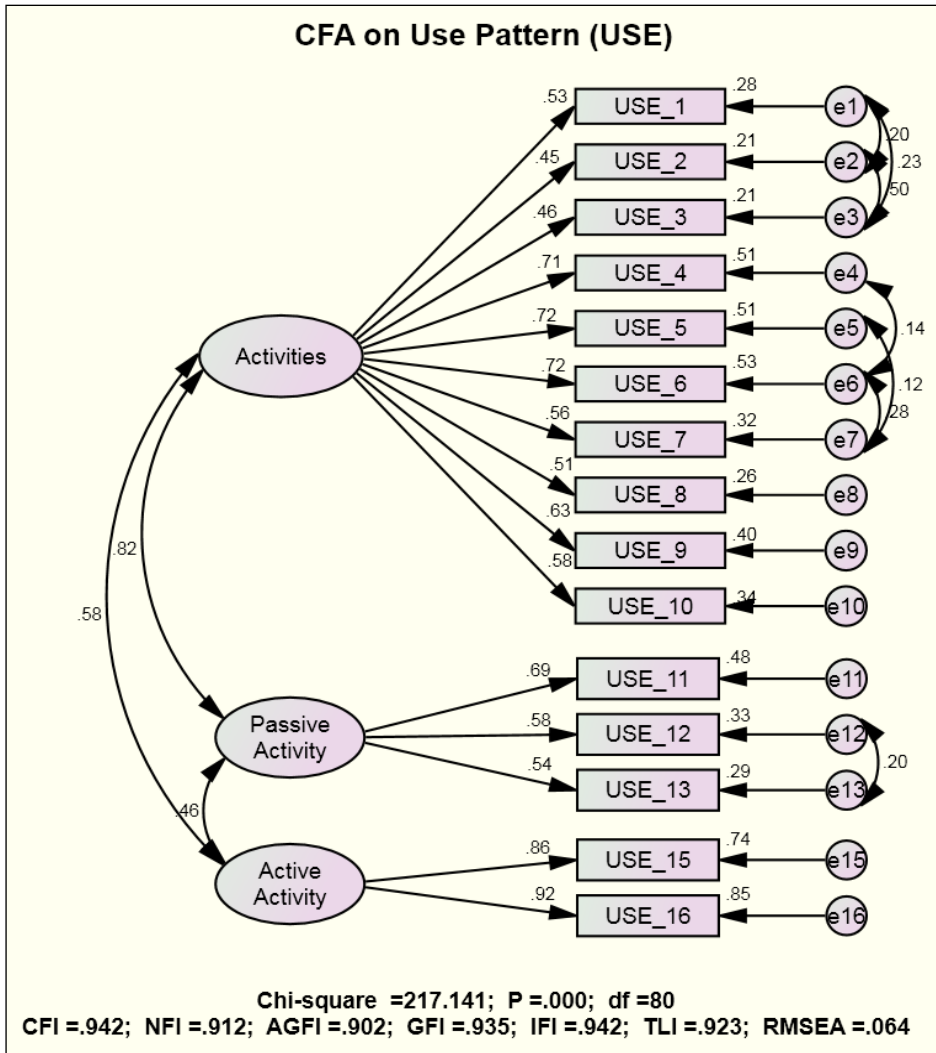 CFA on Use Pattern (USE)
.53 USE_1 .28 e1
.20
.45 USE_2 .21 e2
.23
.50
.46 USE_3 .21 e3
.71 USE_4 .51 e4
.14
.72 USE_5 .51 e5
Activities
.72 USE_6 .53 e6
.12
.28
.56 USE_7 .32 e7
.51 USE_8 .26 e8
.63 USE_9 .40 e9
.58 USE_10 .34 e10
.82
.58
.69 USE_11 .48 e11
Passive
Activity
.58 USE_12 .33 e12
.20
.54 USE_13 .29 e13
.46
.86 USE_15 .74 e15
Active
Activity
.92 USE_16 .85 e16
Chi-square =217.141; P =.000; df =80
CFI =.942; NFI =.912; AGFI =.902; GFI =.935; IFI =.942; TLI =.923; RMSEA =.064